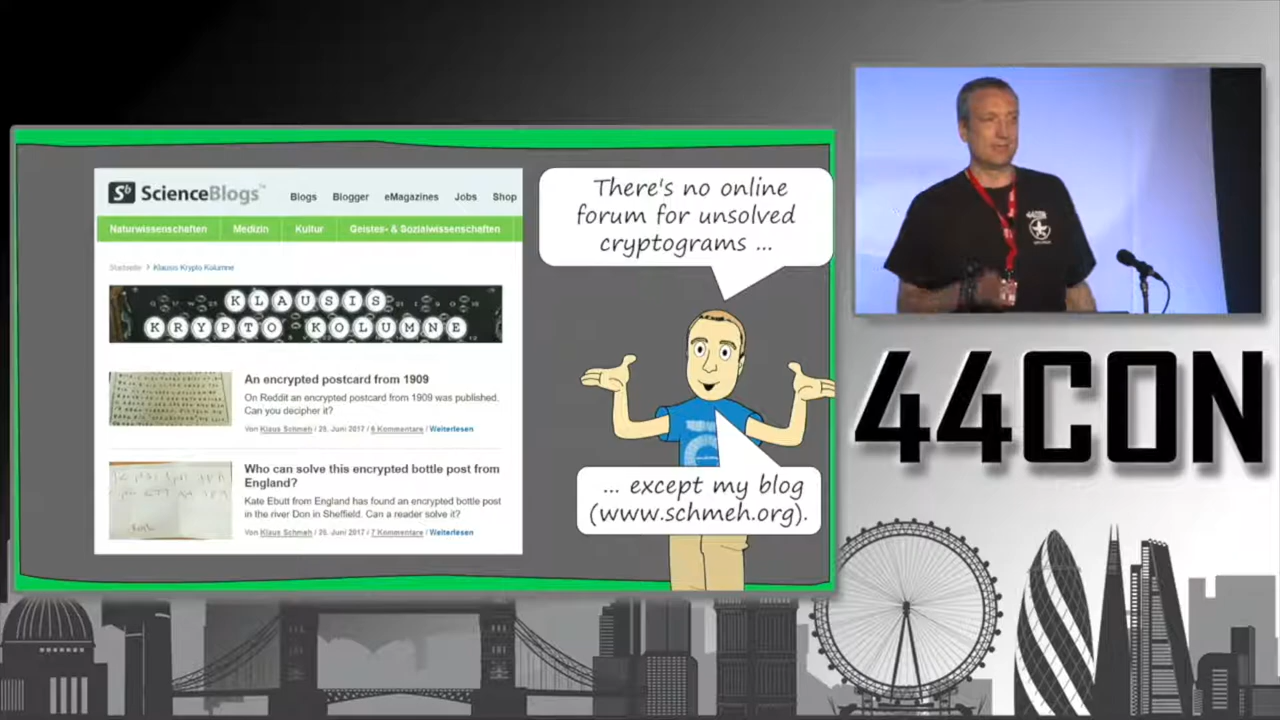 Sb ScienceBlogs™
Blogs Blogger eMagazines Jobs Shop
Naturwissenschaften Medizin Kultur Geistes- & Sozialwissenschaften
Startseite > Klausis Krypto Kolumne
KLAUSIS
KRYPTO KOLUMNE
An encrypted postcard from 1909
On Reddit an encrypted postcard from 1909 was published.
Can you decipher it?
Von Klaus Schmeh / 25. Juni 2017 / 6 Kommentare / Weiterlesen
Who can solve this encrypted bottle post from
England?
Kate Ebutt from England has found an encrypted bottle post
in the river Don in Sheffield. Can a reader solve it?
Von Klaus Schmeh / 25. Juni 2017 / 7 Kommentare / Weiterlesen
There's no online
forum for unsolved
cryptograms ...
... except my blog
(www.schmeh.org).
44CON
44CON